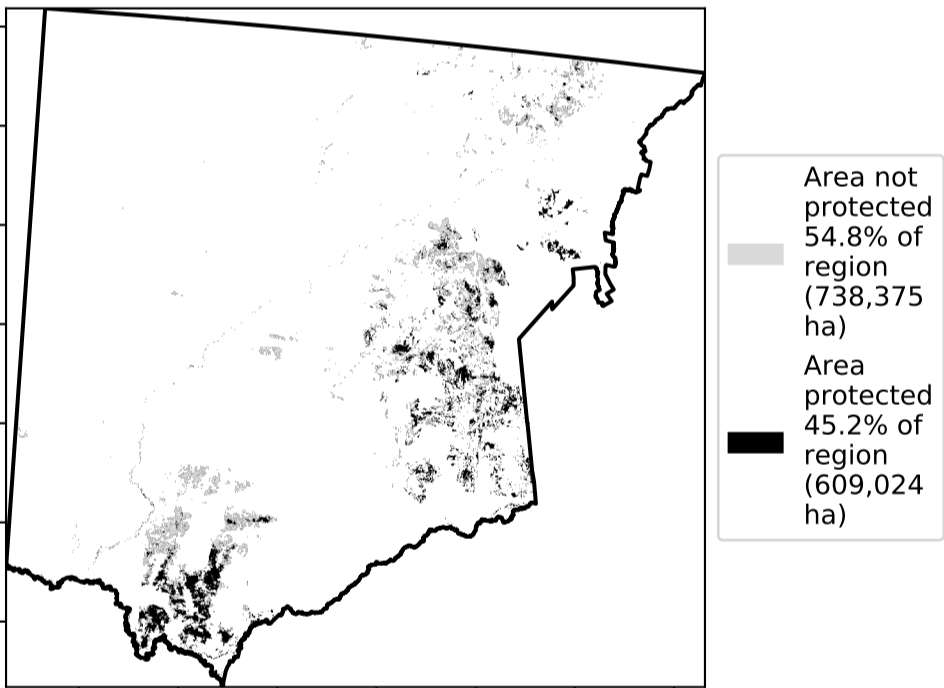 Area not
protected
54.8% of
region
(738,375
ha)
Area
protected
45.2% of
region
(609,024
ha)